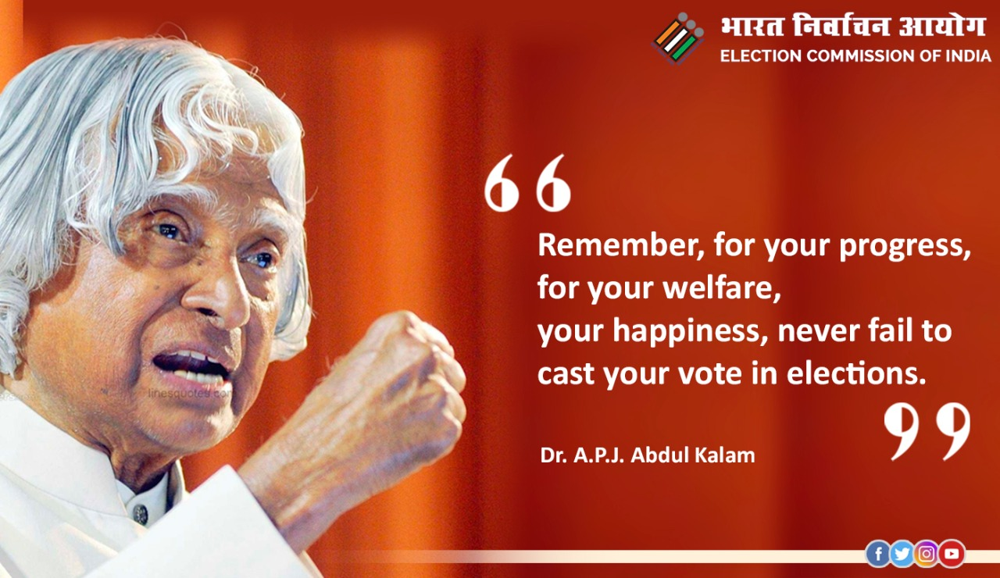 भारत निर्वाचन आयोग
ELECTION COMMISSION OF INDIA
“
Remember, for your progress,
for your welfare,
your happiness, never fail to
cast your vote in elections.
”
Dr. A.P.J. Abdul Kalam
linesquotes.com